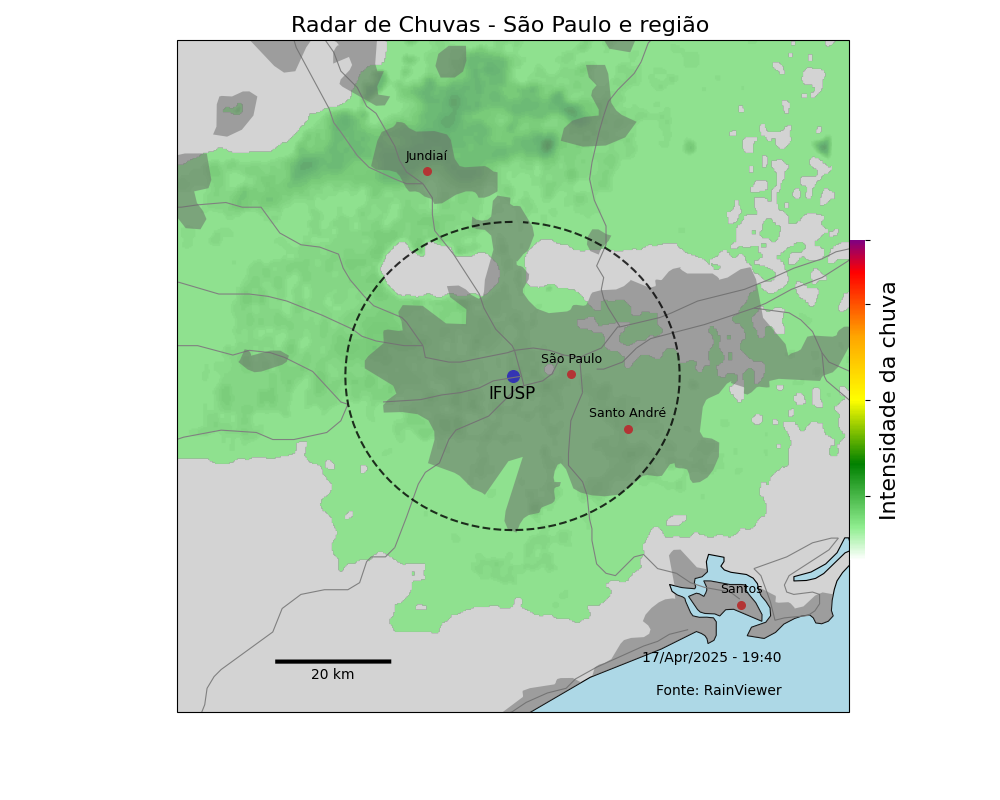 Radar de Chuvas - São Paulo e região
Jundiaí
São Paulo
IFUSP
Santo André
Santos
20 km
17/Apr/2025 - 19:40
Fonte: RainViewer
Intensidade da chuva